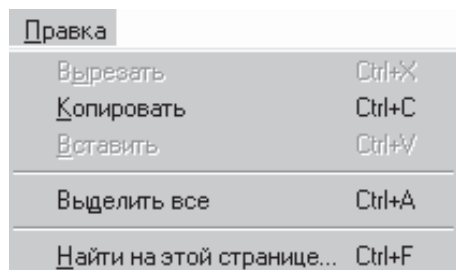 Правка
Вырезать Ctrl+X
Копировать Ctrl+C
Вставить Ctrl+V
Выделить все Ctrl+A
Найти на этой странице... Ctrl+F